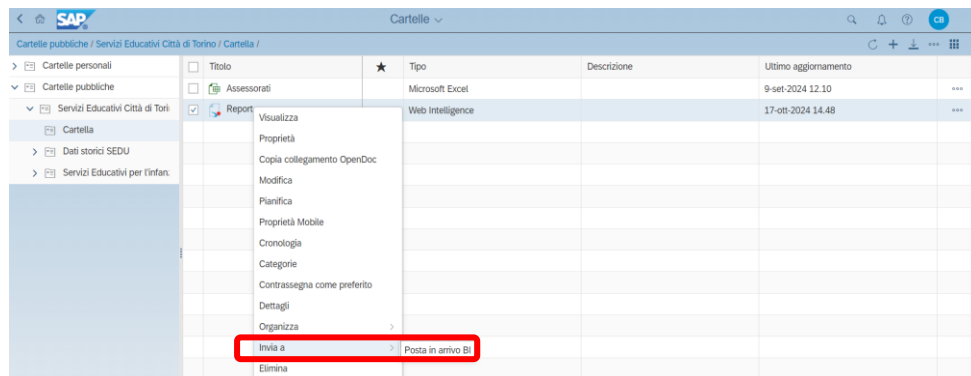 SAP
Cartelle
CB
Cartelle pubbliche / Servizi Educativi Città di Torino / Cartella /
Cartelle personali
Cartelle pubbliche
Servizi Educativi Città di Tori
Cartella
Dati storici SEDU
Servizi Educativi per l'infan
Titolo ★ Tipo Descrizione Ultimo aggiornamento
Assessorati Microsoft Excel 9-set-2024 12.10
Report Web Intelligence 17-ott-2024 14.48
Visualizza
Proprietà
Copia collegamento OpenDoc
Modifica
Pianifica
Proprietà Mobile
Cronologia
Categorie
Contrassegna come preferito
Dettagli
Organizza
Invia a Posta in arrivo BI
Elimina